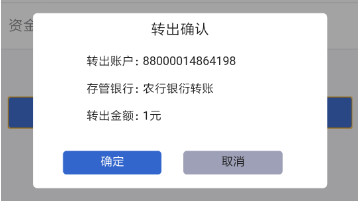 资金
转出确认
转出账户: 88000014864198
存管银行: 农行银衍转账
转出金额: 1元
确定
取消